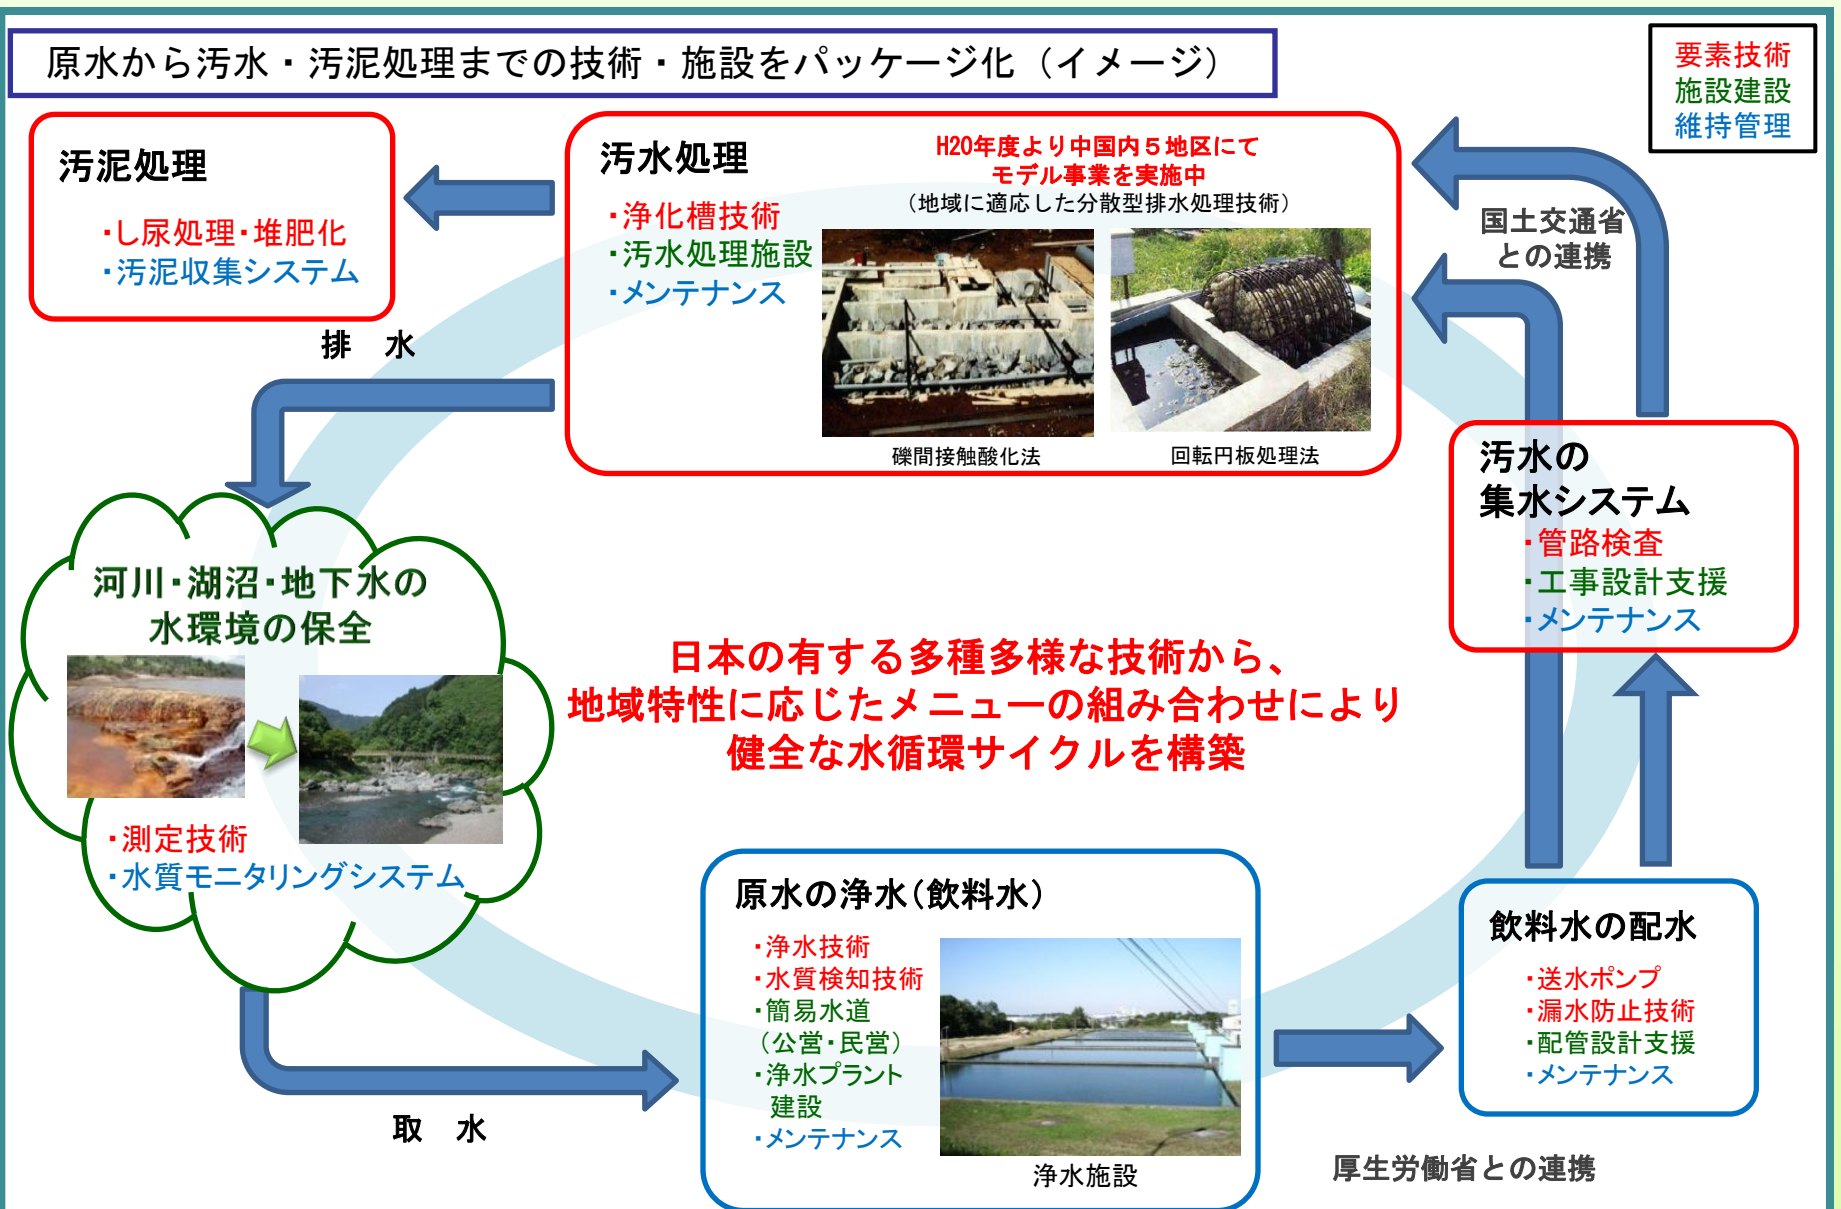 原水から汚水・汚泥処理までの技術・施設をパッケージ化（イメージ）
要素技術
施設建設
維持管理
汚泥処理
・し尿処理・堆肥化
・汚泥収集システム
汚水処理
・浄化槽技術
・汚水処理施設
・メンテナンス
H20年度より中国内５地区にて
モデル事業を実施中
（地域に適応した分散型排水処理技術）
礫間接触酸化法
回転円板処理法
国土交通省
との連携
排　水
汚水の
集水システム
・管路検査
・工事設計支援
・メンテナンス
河川・湖沼・地下水の
水環境の保全
・測定技術
・水質モニタリングシステム
日本の有する多種多様な技術から、
地域特性に応じたメニューの組み合わせにより
健全な水循環サイクルを構築
原水の浄水（飲料水）
・浄水技術
・水質検知技術
・簡易水道
（公営・民営）
・浄水プラント
建設
・メンテナンス
浄水施設
飲料水の配水
・送水ポンプ
・漏水防止技術
・配管設計支援
・メンテナンス
取　水
厚生労働省との連携